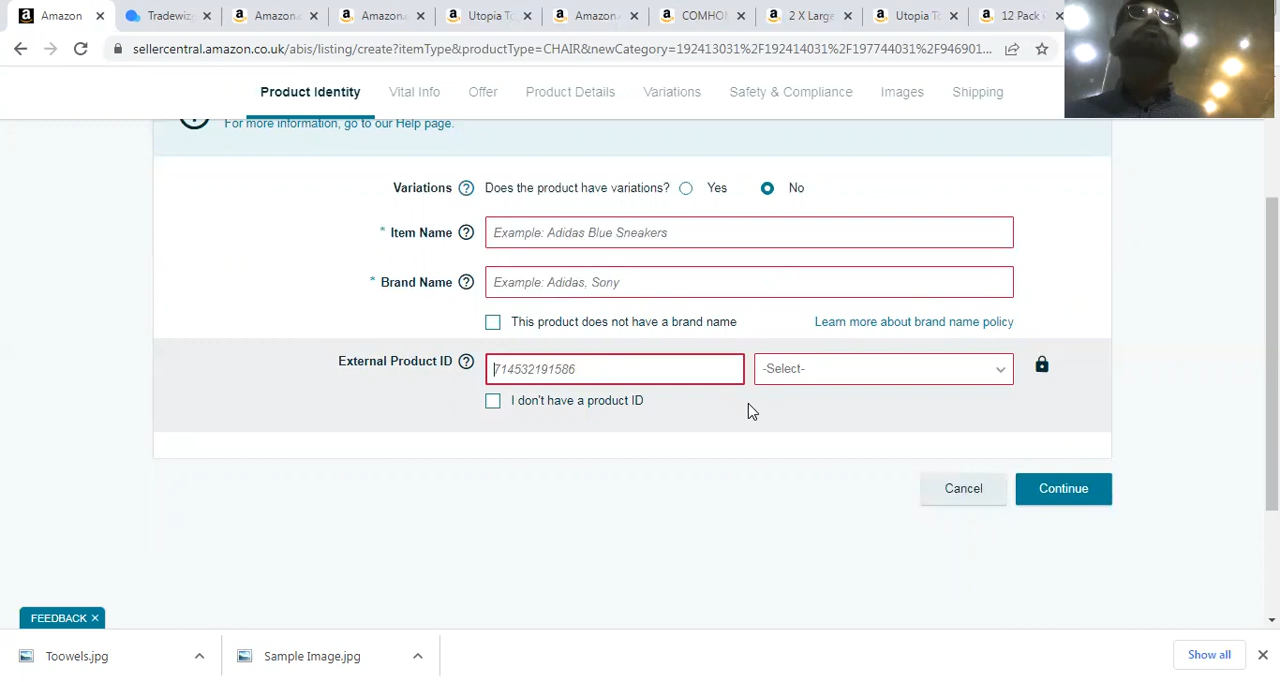 Amazon
Tradewiz
Amazon.
Amazon.
Utopia To
Amazon.
COMHO
2 X Large
Utopia To
12 Pack
sellercentral.amazon.co.uk/abis/listing/create?itemType&productType=CHAIR&newCategory=192413031%2F192414031%2F197744031%2F946901...
Product Identity
Vital Info
Offer
Product Details
Variations
Safety & Compliance
Images
Shipping
For more information, go to our Help page.
Variations ? Does the product have variations? Yes No
* Item Name ? Example: Adidas Blue Sneakers
* Brand Name ? Example: Adidas, Sony
This product does not have a brand name Learn more about brand name policy
External Product ID ? 714532191586 -Select-
I don't have a product ID
Cancel Continue
FEEDBACK ×
Toowels.jpg Sample Image.jpg Show all